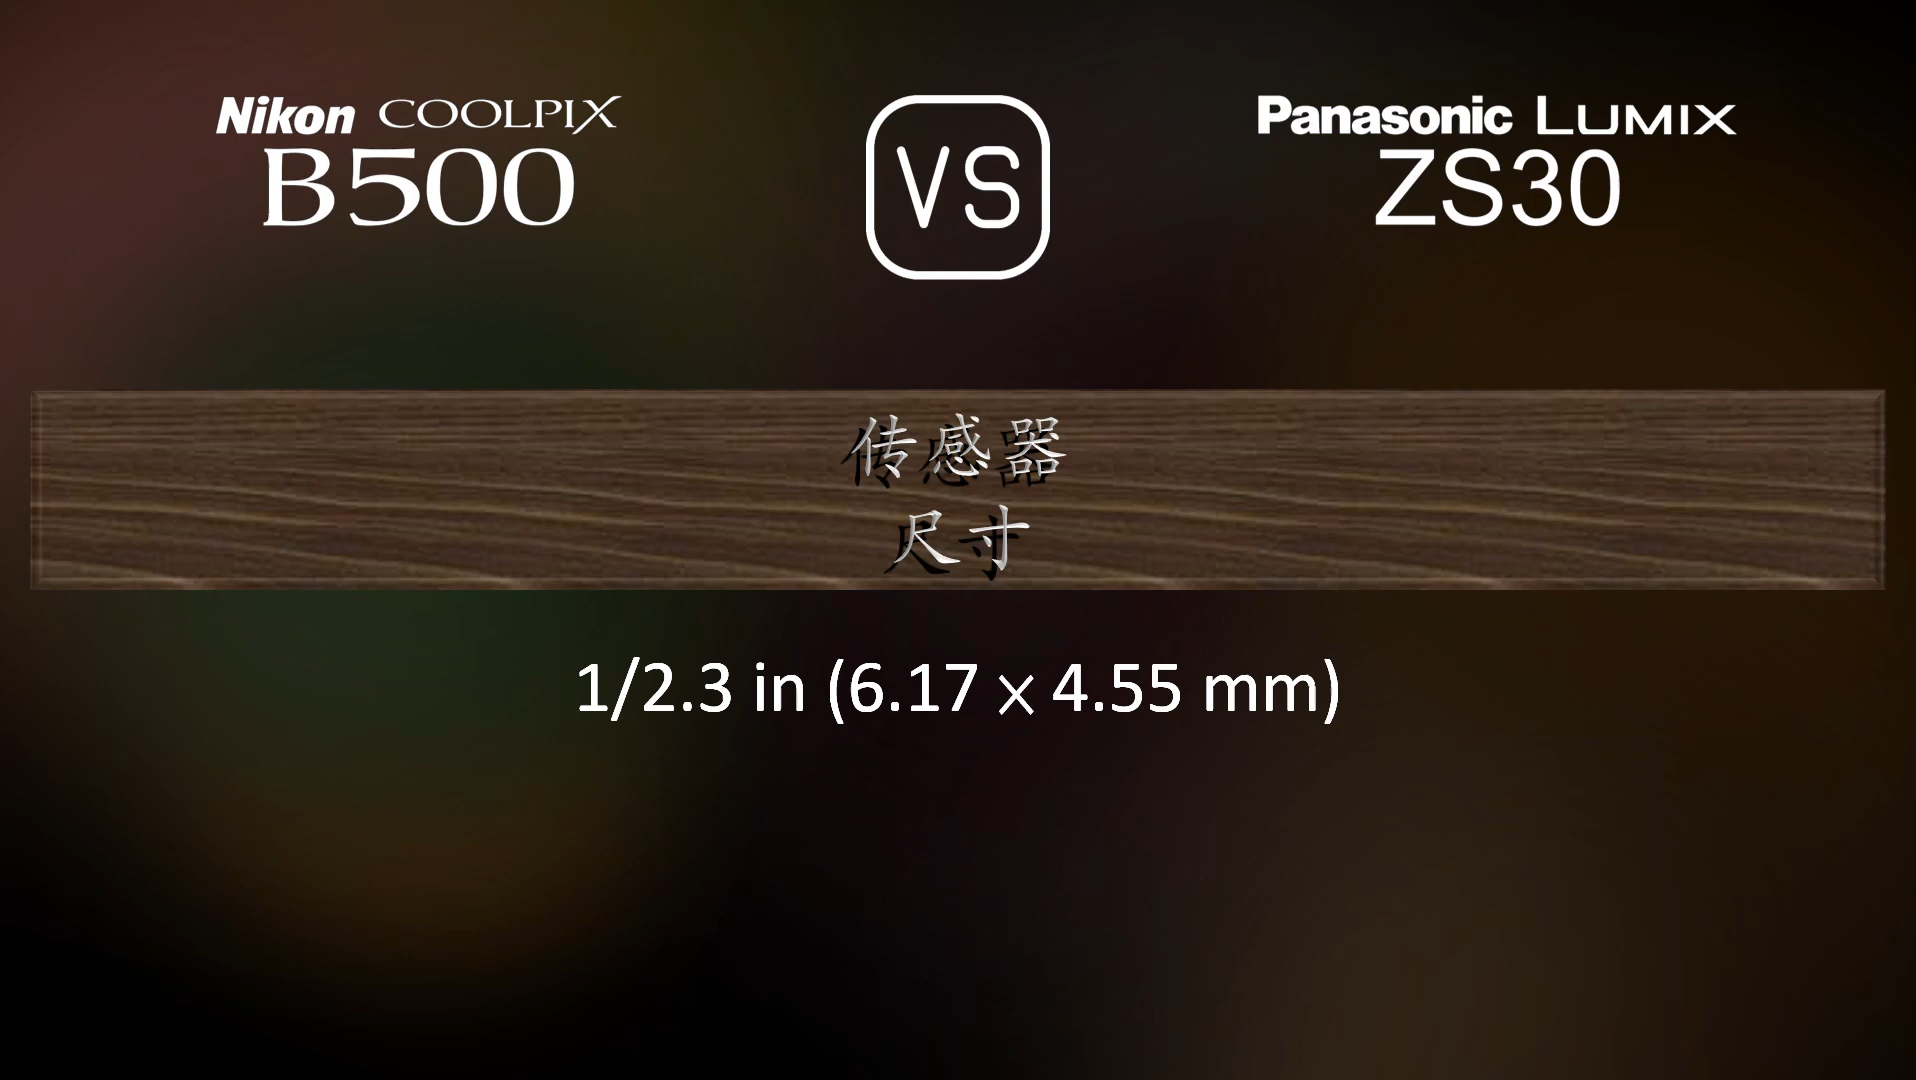 Nikon COOLPIX
B500
VS
Panasonic LUMIX
ZS30
传感器
尺寸
1/2.3 in (6.17 x 4.55 mm)